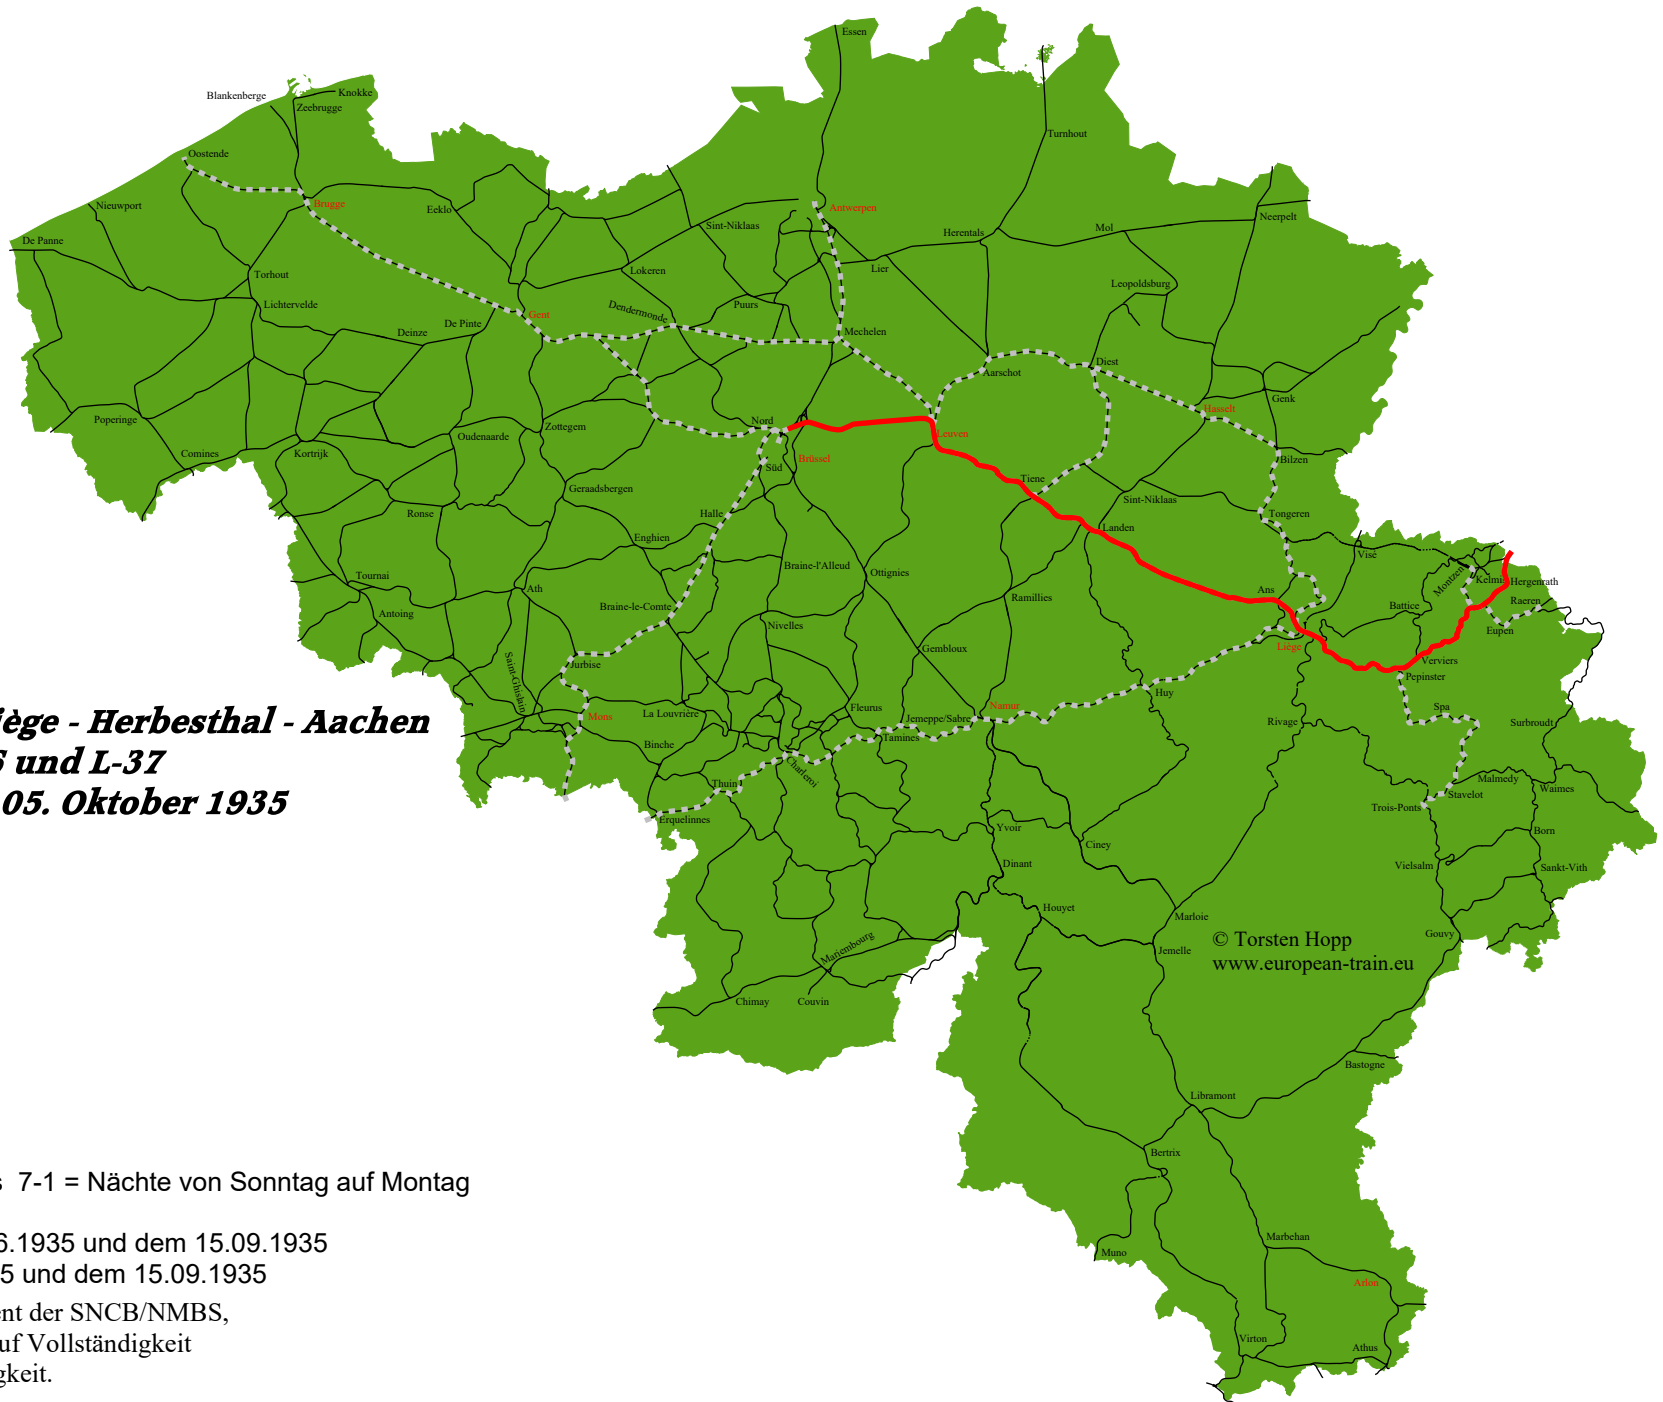 Essen
Blankenberge
Knokke
Zeebrugge
Turnhout
Oostende
Nieuwport
Brugge
Eeklo
Antwerpen
Sint-Niklaas
Herentals
Mol
Neerpelt
De Panne
Torhout
Lokeren
Lier
Leopoldsburg
Lichtervelde
Deinze
De Pinte
Gent
Dendermonde
Puurs
Mechelen
Aarschot
Diest
Genk
Hasselt
Poperinge
Comines
Kortrijk
Oudenaarde
Zottegem
Nord
Brüssel
Süd
Leuven
Bilzen
Tiene
Geraadsbergen
Sint-Niklaas
Tongeren
Ronse
Halle
Enghien
Landen
Visé
Tournai
Antoing
Ath
Braine-l'Alleud
Ottignies
Braine-le-Comte
Ramillies
Ans
Montzen
Kelmis
Hergenrath
Battice
Raeren
Eupen
Nivelles
Gembloux
Liège
Verviers
Pepinster
Saint-Ghislain
Jurbise
Huy
Spa
Rivage
Surbroudt
Mons
La Louvrière
Fleurus
Jemeppe/Sabre
Namur
Tamines
Binche
Charleroi
Thuin
Erquelinnes
Malmedy
Waimes
Stavelot
Trois-Ponts
Yvoir
Ciney
Born
Dinant
Vielsalm
Sankt-Vith
iège - Herbesthal - Aachen
6 und L-37
05. Oktober 1935
Houyet
Marloie
Mariembourg
Jemelle
Gouvy
© Torsten Hopp
www.european-train.eu
Chimay
Couvin
Bastogne
Libramont
Bertrix
Marbehan
Muno
Arlon
Virton
Athus
s 7-1 = Nächte von Sonntag auf Montag
6.1935 und dem 15.09.1935
5 und dem 15.09.1935
ent der SNCB/NMBS,
uf Vollständigkeit
gkeit.